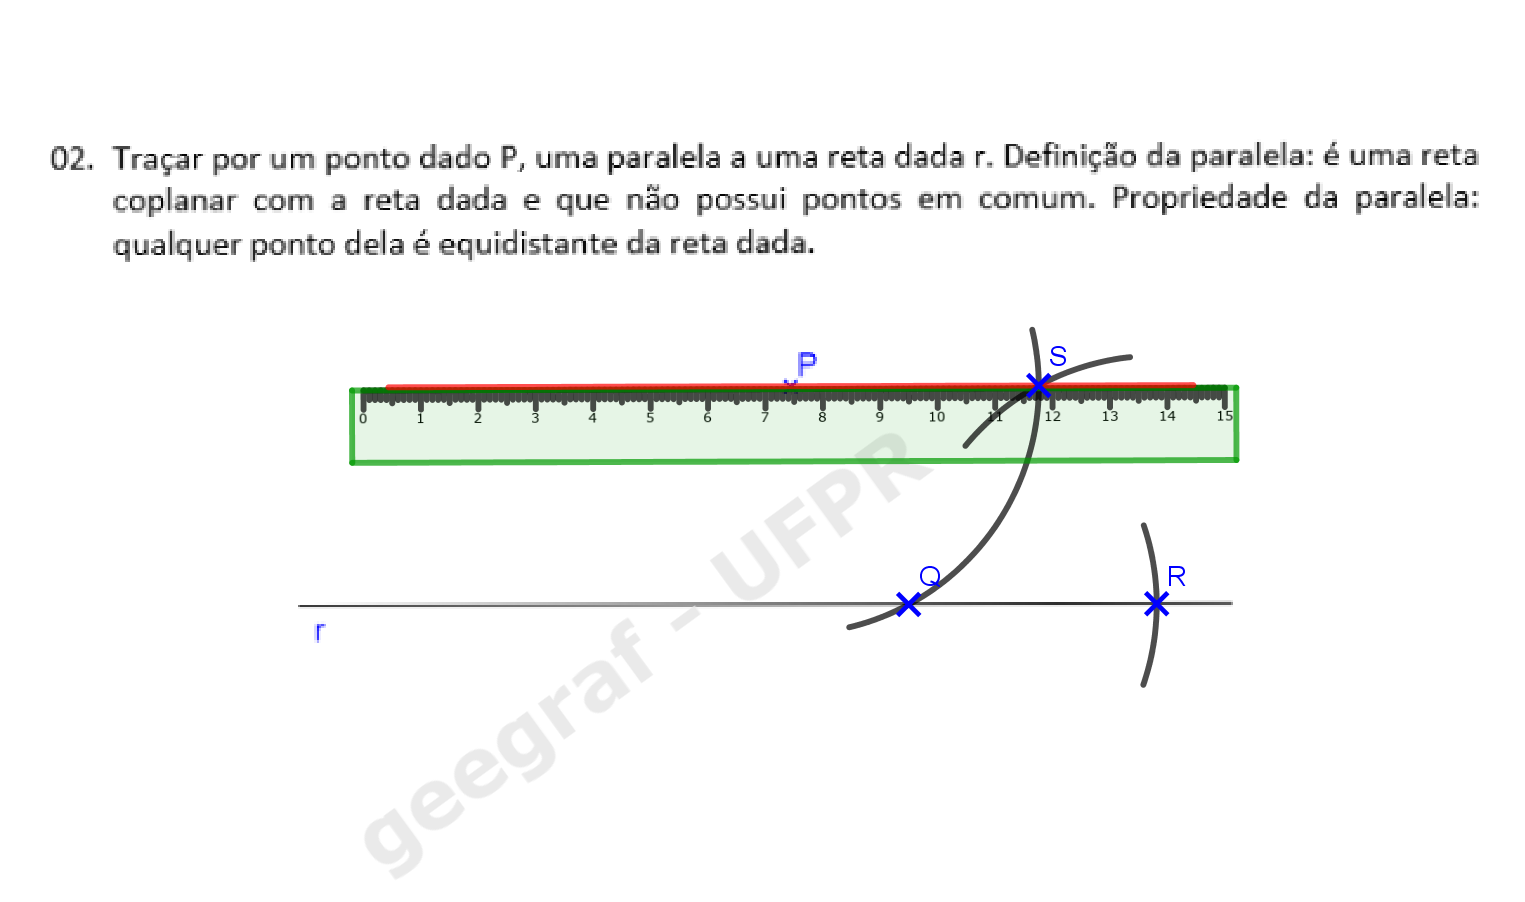 02. Traçar por um ponto dado P, uma paralela a uma reta dada r. Definição da paralela: é uma reta
coplanar com a reta dada e que não possui pontos em comum. Propriedade da paralela:
qualquer ponto dela é equidistante da reta dada.
P
S
0 1 2 3 4 5 6 7 8 9 10 11 12 13 14 15
Q
R
r
geegraf - UFPR